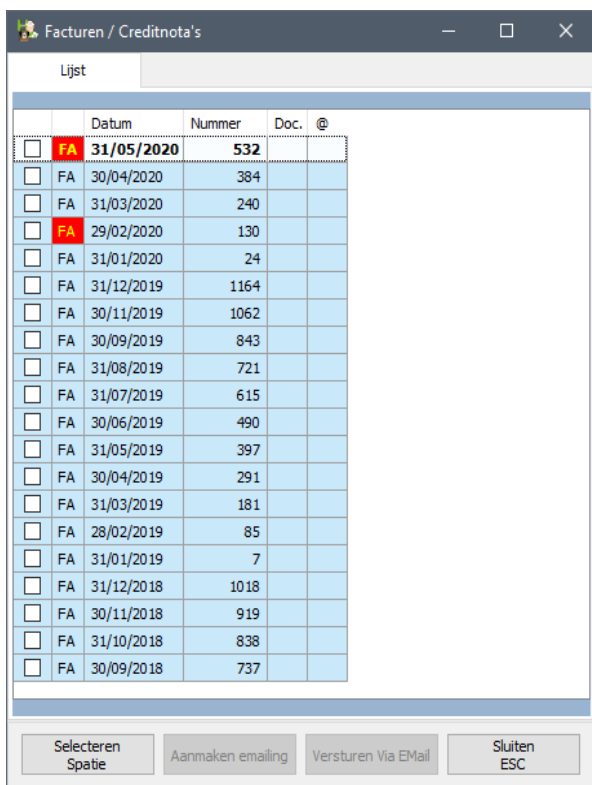 Facturen / Creditnota's
Lijst
Datum Nummer Doc. @
FA 31/05/2020 532
FA 30/04/2020 384
FA 31/03/2020 240
FA 29/02/2020 130
FA 31/01/2020 24
FA 31/12/2019 1164
FA 30/11/2019 1062
FA 30/09/2019 843
FA 31/08/2019 721
FA 31/07/2019 615
FA 30/06/2019 490
FA 31/05/2019 397
FA 30/04/2019 291
FA 31/03/2019 181
FA 28/02/2019 85
FA 31/01/2019 7
FA 31/12/2018 1018
FA 30/11/2018 919
FA 31/10/2018 838
FA 30/09/2018 737
Selecteren
Spatie
Aanmaken emailing
Versturen Via EMail
Sluiten
ESC